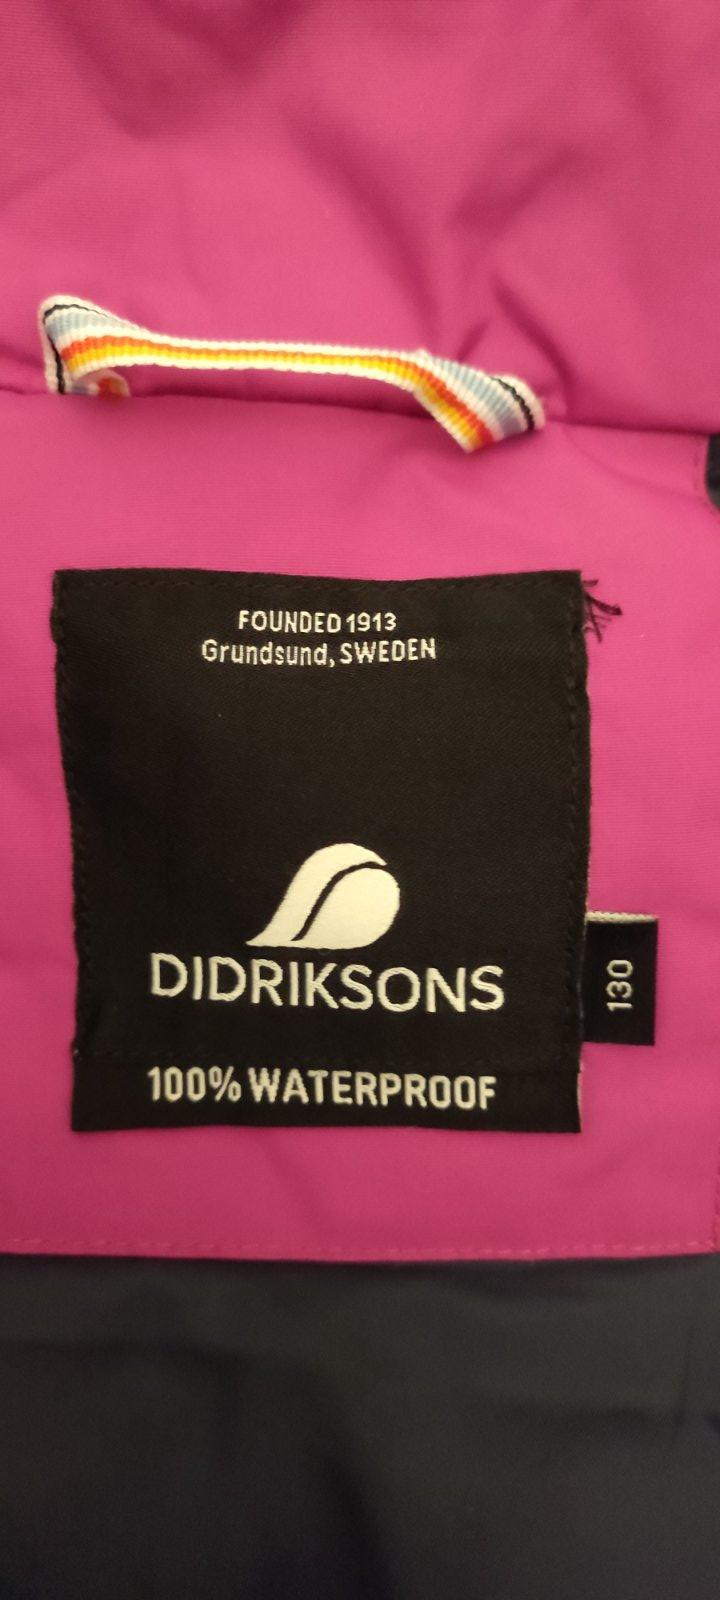 FOUNDED 1913
Grundsund, SWEDEN
DIDRIKSONS
130
100% WATERPROOF